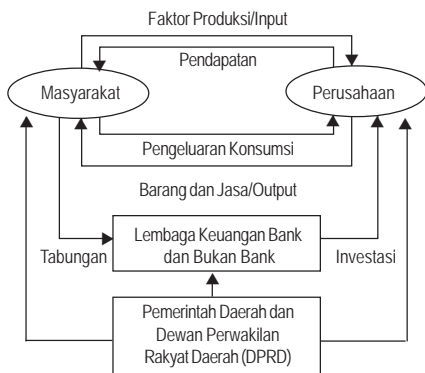 Faktor Produksi/Input
Pendapatan
Masyarakat
Perusahaan
Pengeluaran Konsumsi
Barang dan Jasa/Output
Tabungan
Lembaga Keuangan Bank
dan Bukan Bank
Investasi
Pemerintah Daerah dan
Dewan Perwakilan
Rakyat Daerah (DPRD)